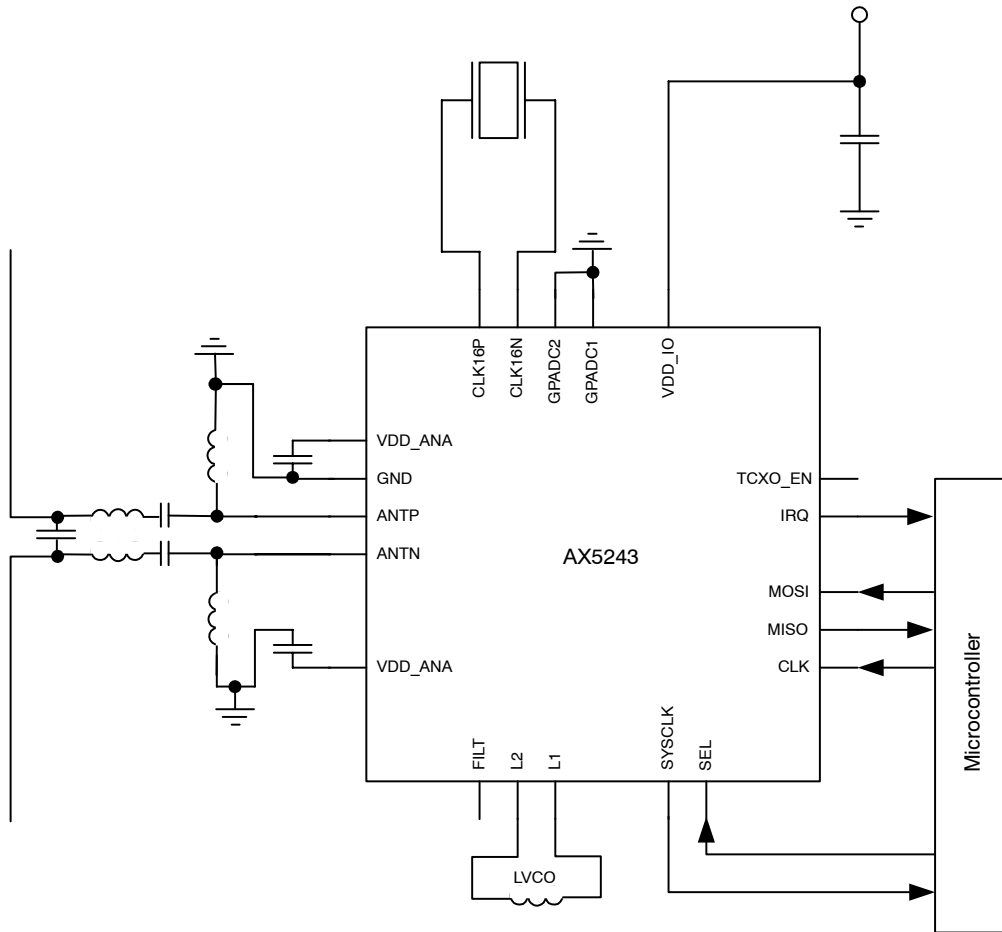 CLK16P
CLK16N
GPADC2
GPADC1
VDD_IO
VDD_ANA
GND
ANTP
ANTN
VDD_ANA
AX5243
TCXO_EN
IRQ
MOSI
MISO
CLK
FILT
L2
L1
SYSCLK
SEL
LVCO
Microcontroller